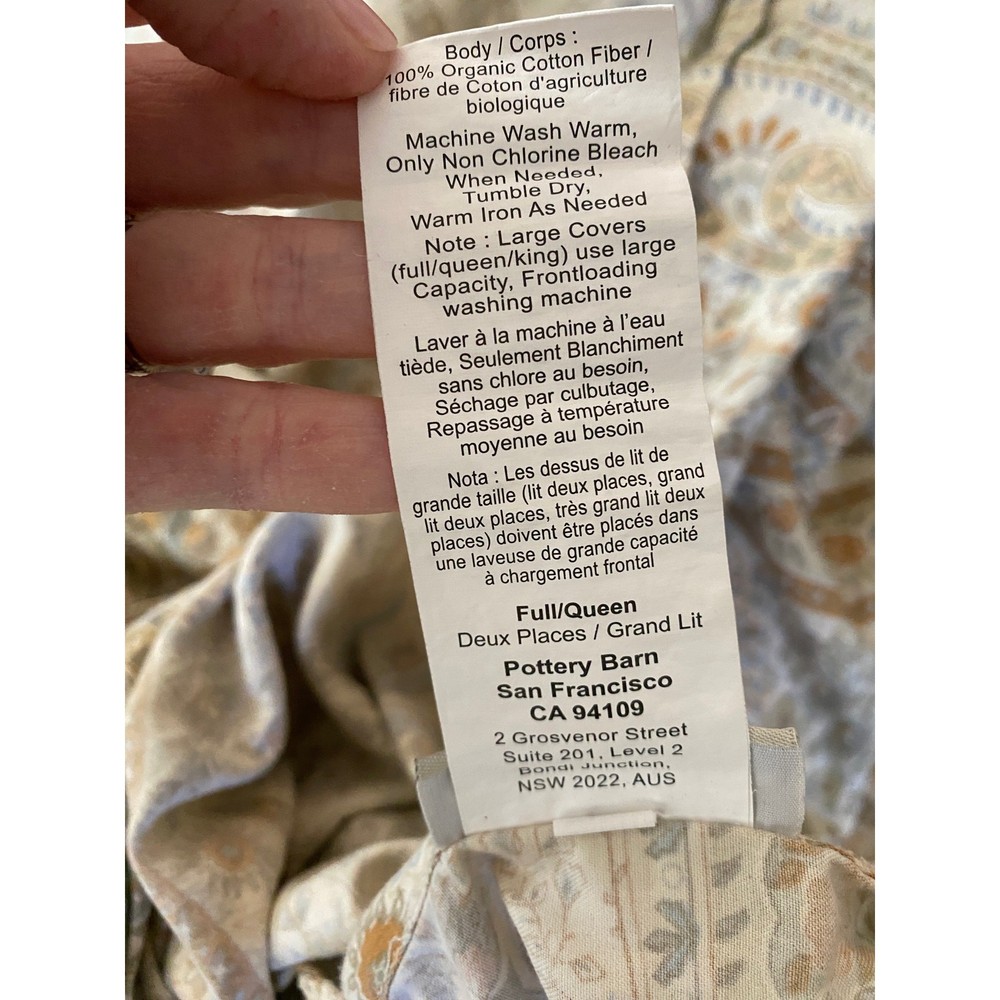 Body / Corps :
100% Organic Cotton Fiber /
fibre de Coton d'agriculture
biologique
Machine Wash Warm,
Only Non Chlorine Bleach
When Needed,
Tumble Dry,
Warm Iron As Needed
Note : Large Covers
(full/queen/king) use large
Capacity, Frontloading
washing machine
Laver à la machine à l'eau
tiède, Seulement Blanchiment
sans chlore au besoin,
Séchage par culbutage,
Repassage à température
moyenne au besoin
Nota : Les dessus de lit de
grande taille (lit deux places, grand
lit deux places, très grand lit deux
places) doivent être placés dans
une laveuse de grande capacité
à chargement frontal
Full/Queen
Deux Places / Grand Lit
Pottery Barn
San Francisco
CA 94109
2 Grosvenor Street
Suite 201, Level 2
Bondi Junction,
NSW 2022, AUS